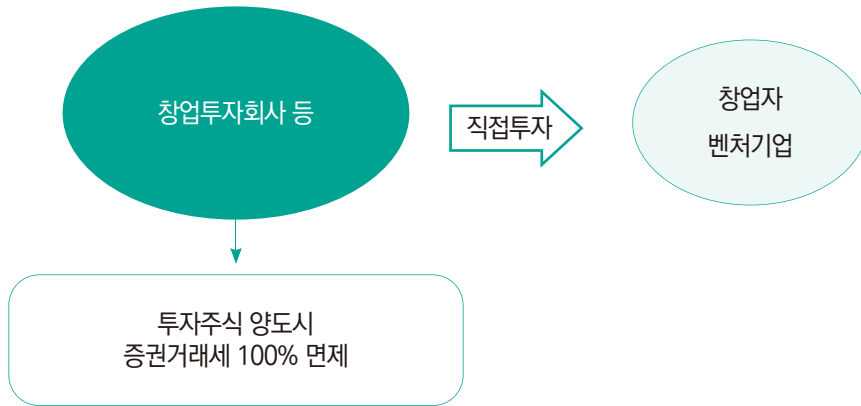 창업투자회사 등
직접투자
창업자
벤처기업
투자주식 양도시
증권거래세 100% 면제